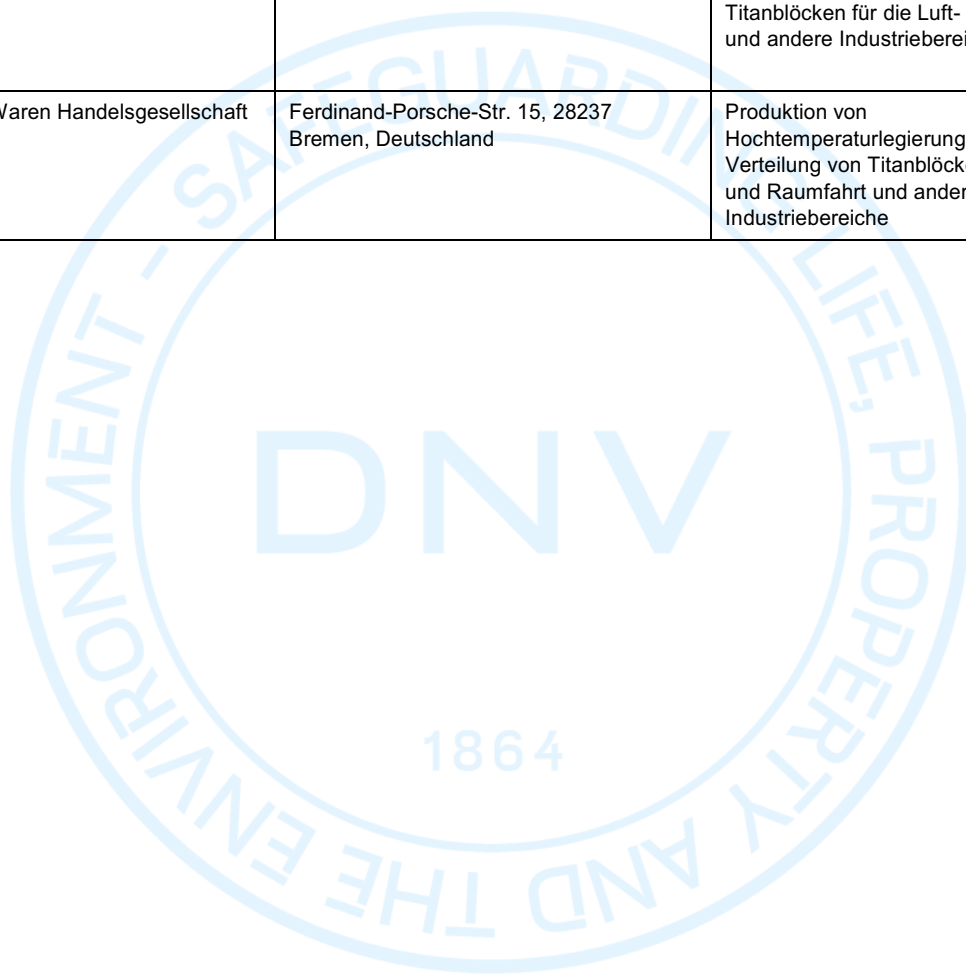 Titanblöcken für die Luft-
und andere Industrieberei
Waren Handelsgesellschaft
Ferdinand-Porsche-Str. 15, 28237
Bremen, Deutschland
Produktion von
Hochtemperaturlegierung
Verteilung von Titanblöcke
und Raumfahrt und ander
Industriebereiche
SAFEGUARDING LIFE, PROPERTY AND THE ENVIRONMENT -
DNV
1864